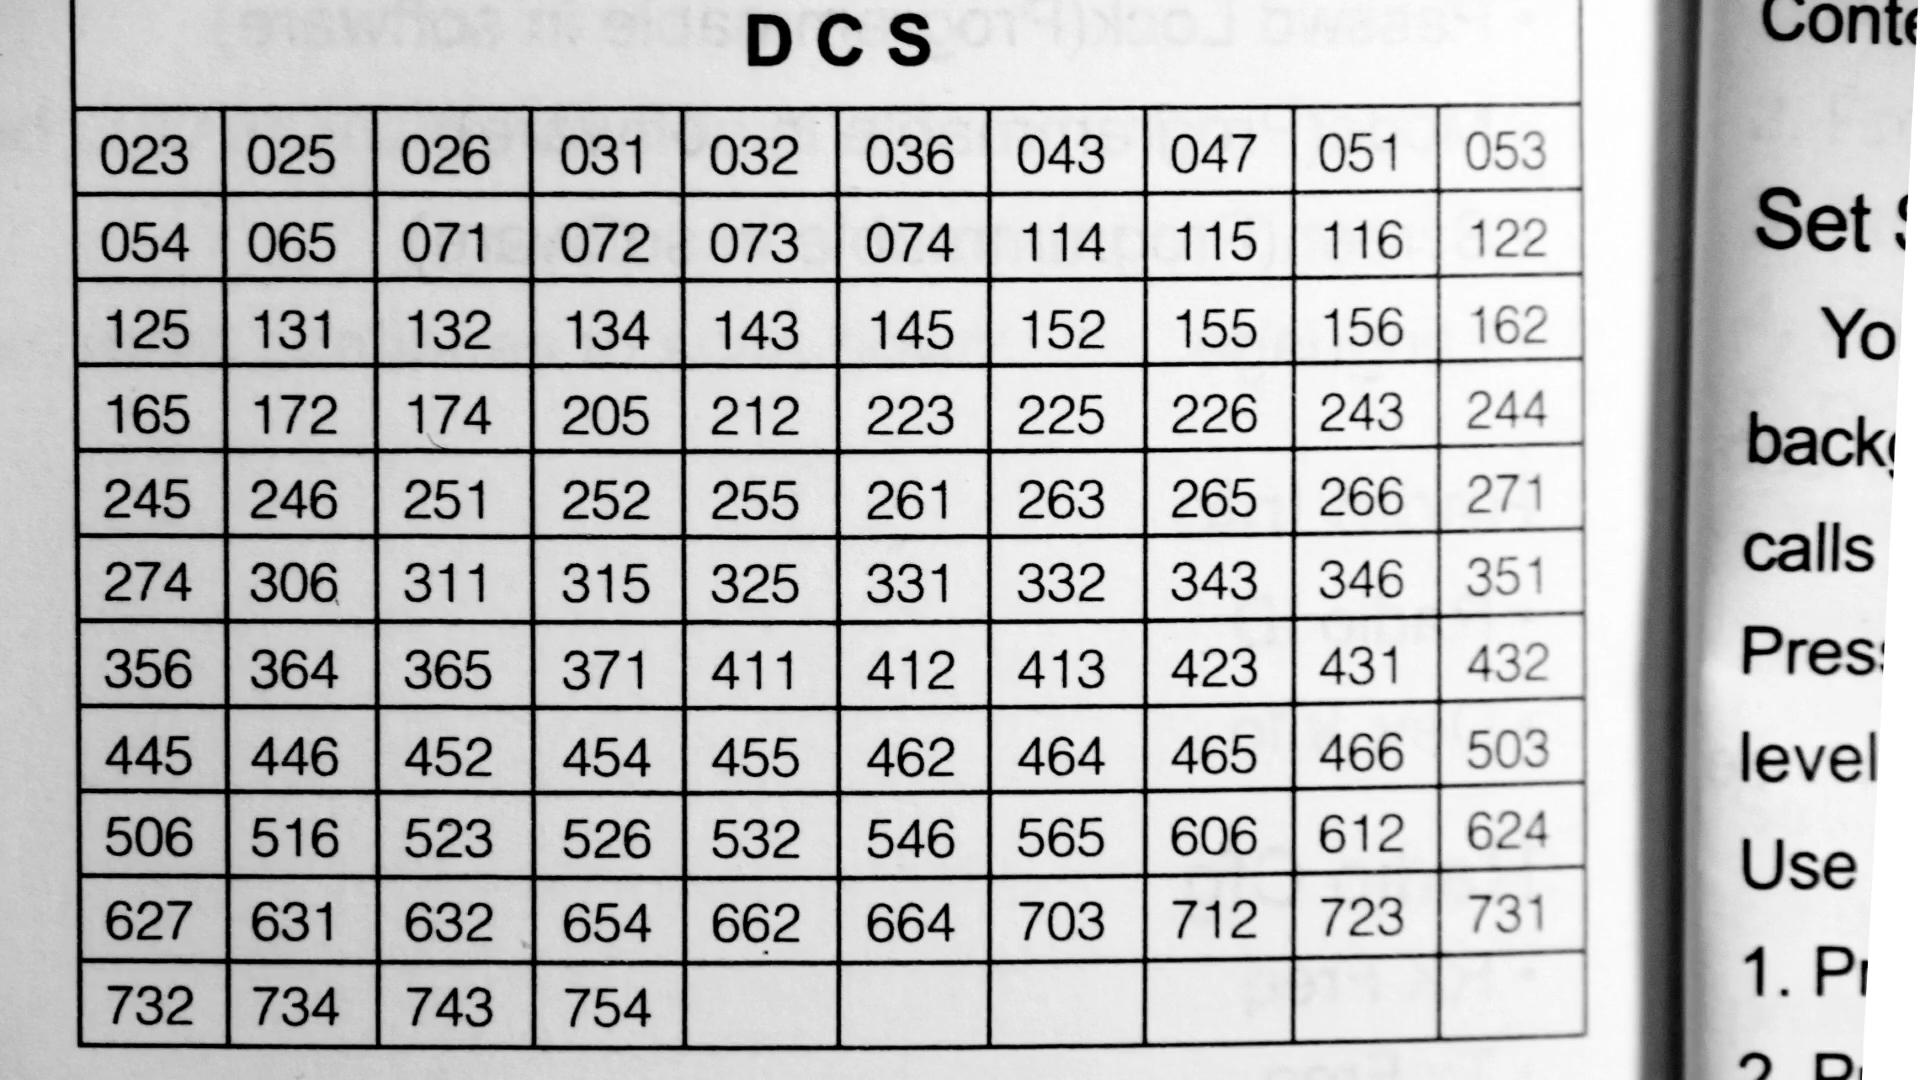 D C S
023 025 026 031 032 036 043 047 051 053
054 065 071 072 073 074 114 115 116 122
125 131 132 134 143 145 152 155 156 162
165 172 174 205 212 223 225 226 243 244
245 246 251 252 255 261 263 265 266 271
274 306 311 315 325 331 332 343 346 351
356 364 365 371 411 412 413 423 431 432
445 446 452 454 455 462 464 465 466 503
506 516 523 526 532 546 565 606 612 624
627 631 632 654 662 664 703 712 723 731
732 734 743 754
Set
Yo
calls
level
Use
1.
2.